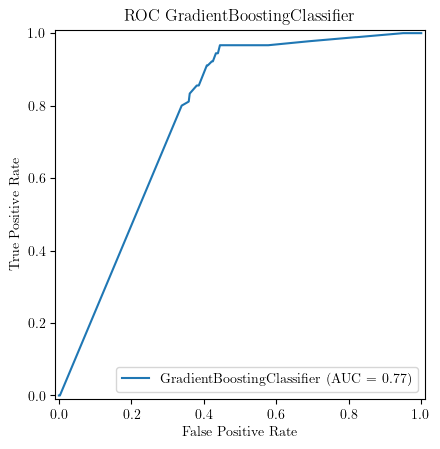 ROC GradientBoostingClassifier
True Positive Rate
1.0
0.8
0.6
0.4
0.2
0.0
GradientBoostingClassifier (AUC = 0.77)
0.0 0.2 0.4 0.6 0.8 1.0
False Positive Rate